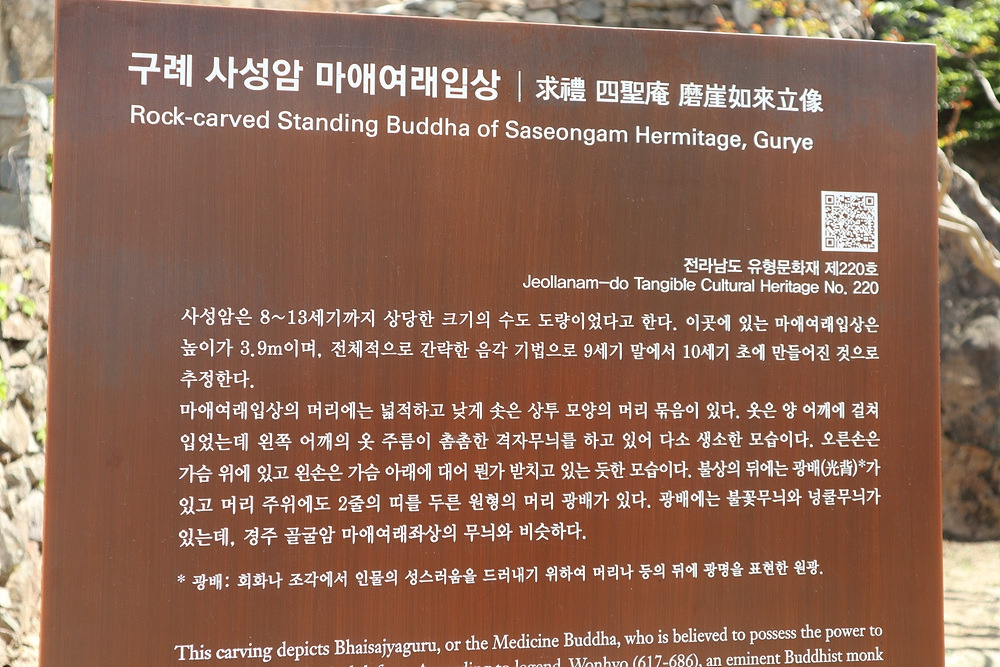 구례 사성암 마애여래입상 | 求禮 四聖庵 磨崖如來立像
Rock-carved Standing Buddha of Saseongam Hermitage, Gurye
전라남도 유형문화재 제220호
Jeollanam-do Tangible Cultural Heritage No. 220
사성암은 8~13세기까지 상당한 크기의 수도 도량이었다고 한다. 이곳에 있는 마애여래입상은
높이가 3.9m이며, 전체적으로 간략한 음각 기법으로 9세기 말에서 10세기 초에 만들어진 것으로
추정한다.
마애여래입상의 머리에는 넓적하고 낮게 솟은 상투 모양의 머리 묶음이 있다. 옷은 양 어깨에 걸쳐
입었는데 왼쪽 어깨의 옷 주름이 촘촘한 격자무늬를 하고 있어 다소 생소한 모습이다. 오른손은
가슴 위에 있고 왼손은 가슴 아래에 대어 뭔가 받치고 있는 듯한 모습이다. 불상의 뒤에는 광배(光背)*가
있고 머리 주위에도 2줄의 띠를 두른 원형의 머리 광배가 있다. 광배에는 불꽃무늬와 넝쿨무늬가
있는데, 경주 골굴암 마애여래좌상의 무늬와 비슷하다.
* 광배: 회화나 조각에서 인물의 성스러움을 드러내기 위하여 머리나 등의 뒤에 광명을 표현한 원광.
This carving depicts Bhaisajyaguru, or the Medicine Buddha, who is believed to possess the power to
legend, Wonhyo (617-686), an eminent Buddhist monk